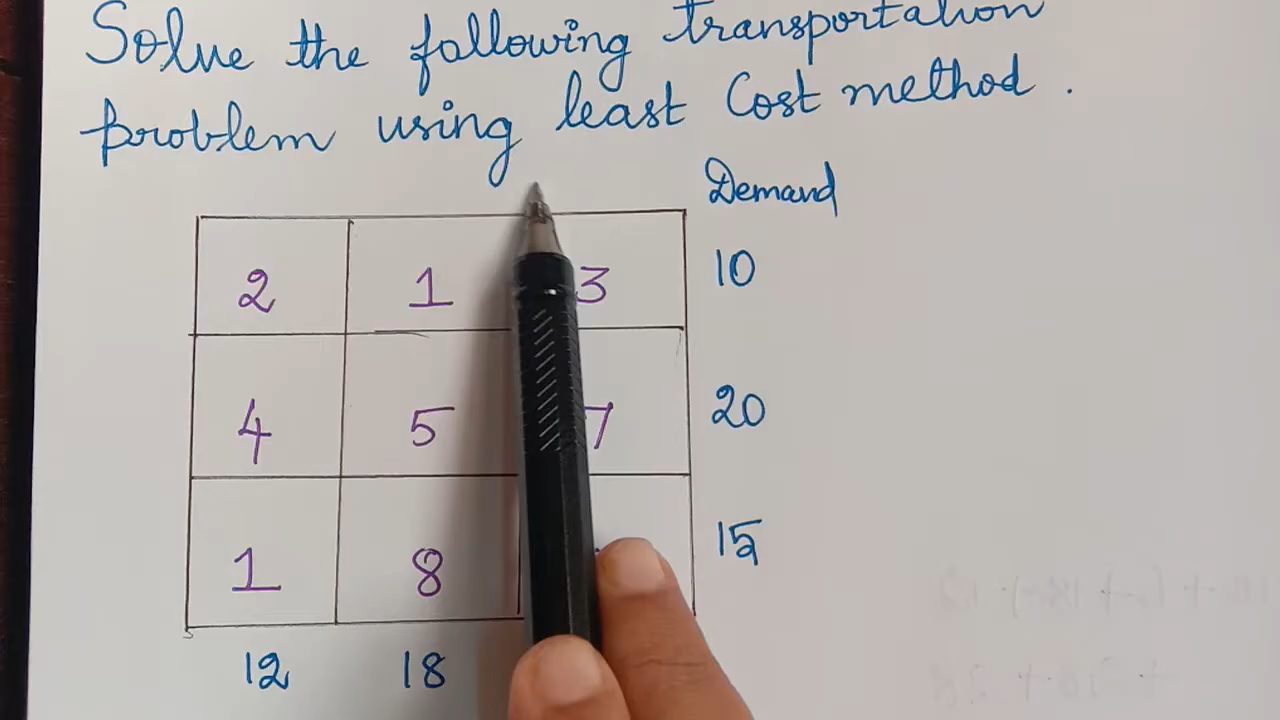 Solve the following transportation
problem using least Cost method.
Demand
2 1 3 10
4 5 7 20
1 8 15
12 18